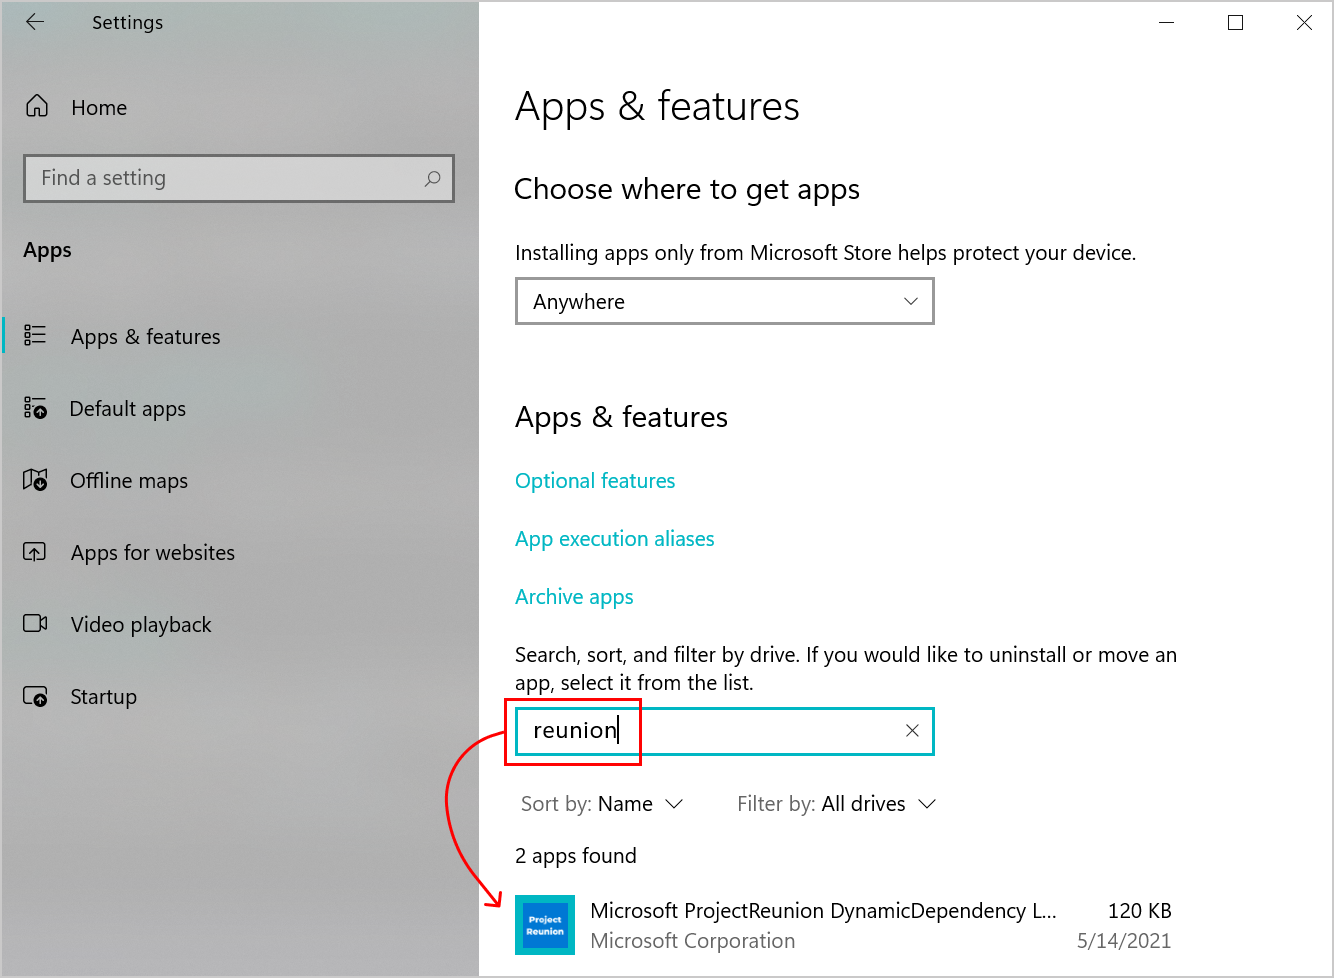 Settings
Home
Find a setting
Apps
Apps & features
Default apps
Offline maps
Apps for websites
Video playback
Startup
Apps & features
Choose where to get apps
Installing apps only from Microsoft Store helps protect your device.
Anywhere
Apps & features
Optional features
App execution aliases
Archive apps
Search, sort, and filter by drive. If you would like to uninstall or move an
app, select it from the list.
reunion
Sort by: Name Filter by: All drives
2 apps found
Project
Reunion
Microsoft ProjectReunion DynamicDependency L... 120 KB
Microsoft Corporation 5/14/2021